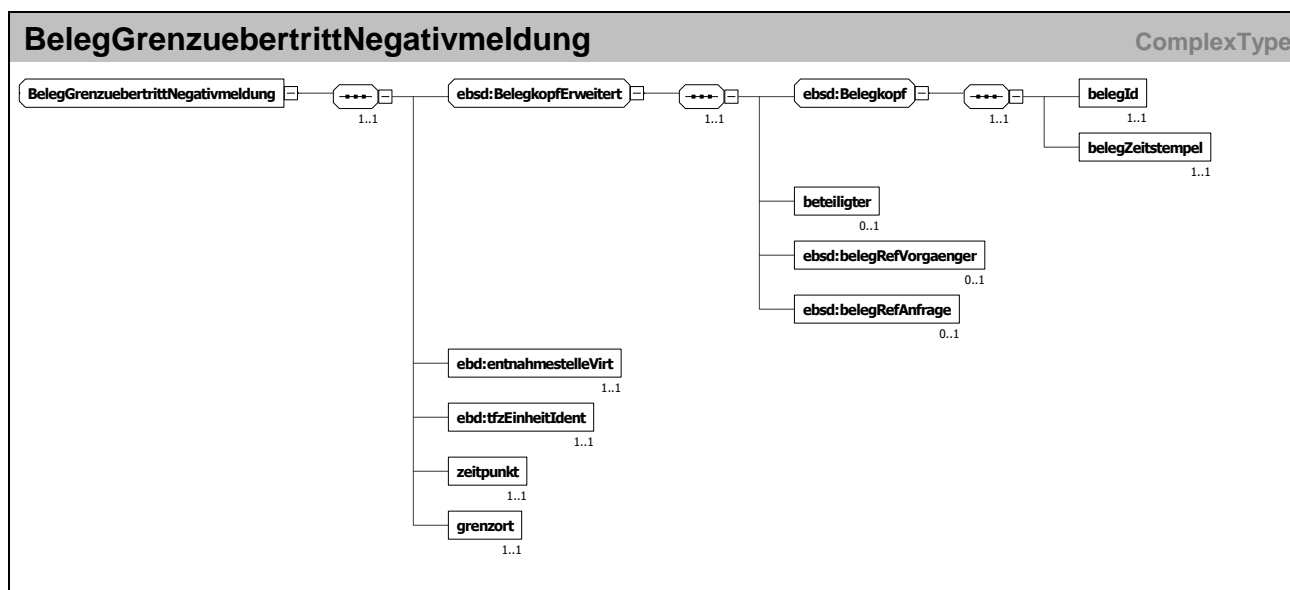 BelegGrenzuebertrittNegativmeldung ComplexType
BelegGrenzuebertrittNegativmeldung
1..1
ebsd:BelegkopfErweitert
1..1
ebsd:Belegkopf
1..1
belegId
1..1
belegZeitstempel
1..1
beteiligter
0..1
ebsd:belegRefVorgaenger
0..1
ebsd:belegRefAnfrage
0..1
ebd:entnahmestelleVirt
1..1
ebd:tfzEinheitIdent
1..1
zeitpunkt
1..1
grenzort
1..1